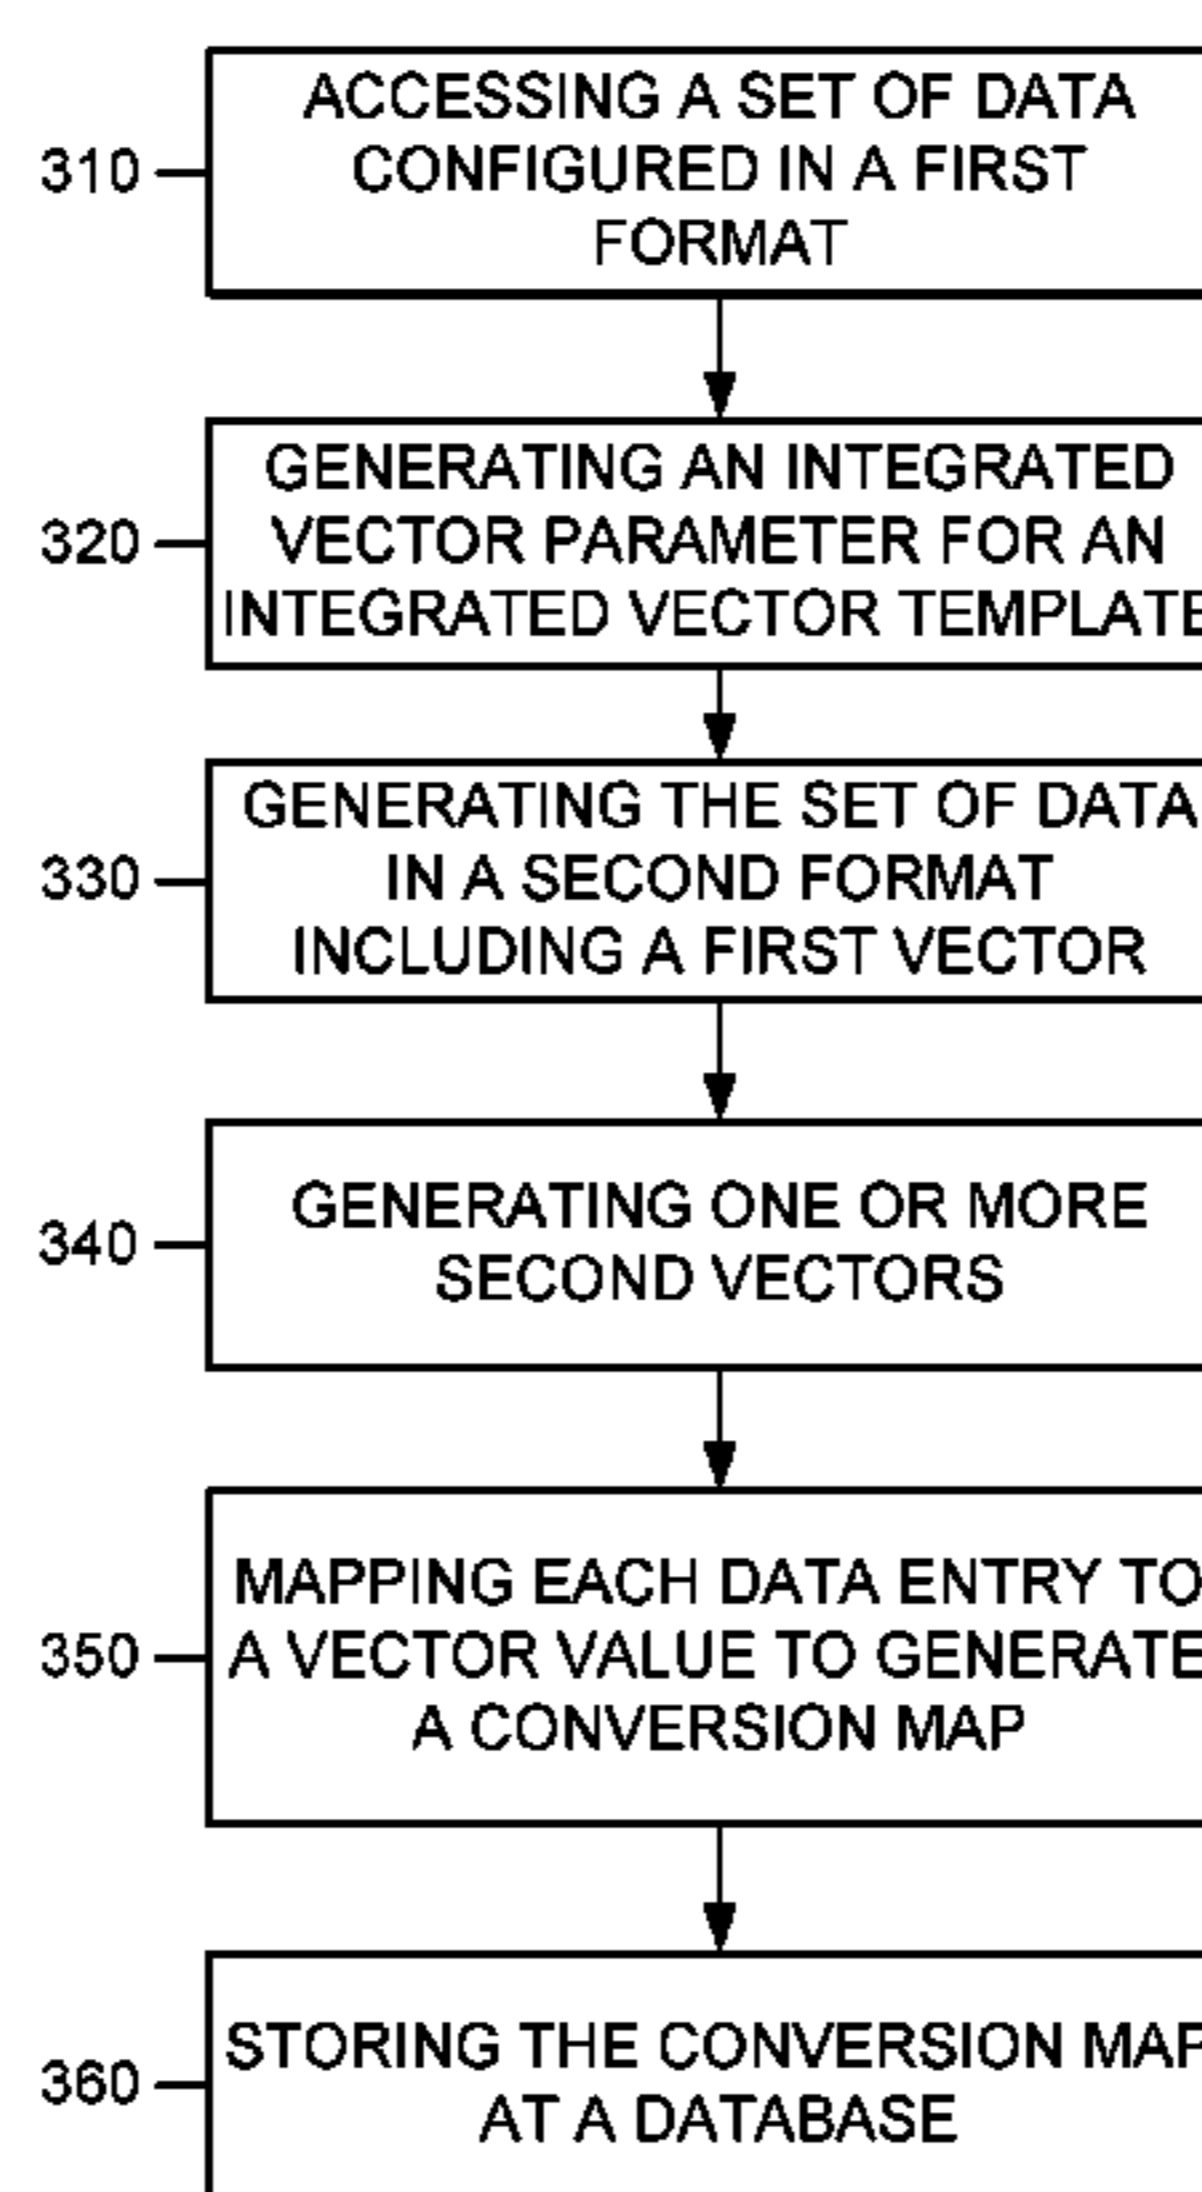 ACCESSING A SET OF DATA
310
CONFIGURED IN A FIRST
FORMAT
GENERATING AN INTEGRATED
320
VECTOR PARAMETER FOR AN
INTEGRATED VECTOR TEMPLATE
GENERATING THE SET OF DATA
330
IN A SECOND FORMAT
INCLUDING A FIRST VECTOR
340
GENERATING ONE OR MORE
SECOND VECTORS
MAPPING EACH DATA ENTRY TO
350
A VECTOR VALUE TO GENERATE
A CONVERSION MAP
360
STORING THE CONVERSION MAP
AT A DATABASE